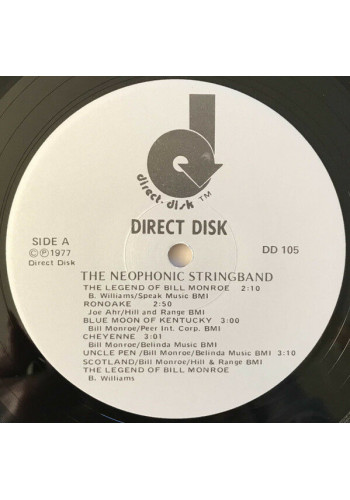 direct-disk TM
DIRECT DISK
SIDE A
©℗1977
Direct Disk
DD 105
THE NEOPHONIC STRINGBAND
THE LEGEND OF BILL MONROE 2:10
B. Williams/Speak Music BMI
RONOAKE 2:50
Joe Ahr/Hill and Range BMI
BLUE MOON OF KENTUCKY 3:00
Bill Monroe/Peer Int. Corp. BMI
CHEYENNE 3:01
Bill Monroe/Belinda Music BMI
UNCLE PEN /Bill Monroe/Belinda Music BMI 3:10
SCOTLAND/Bill Monroe/Hill & Range BMI
THE LEGEND OF BILL MONROE
B. Williams